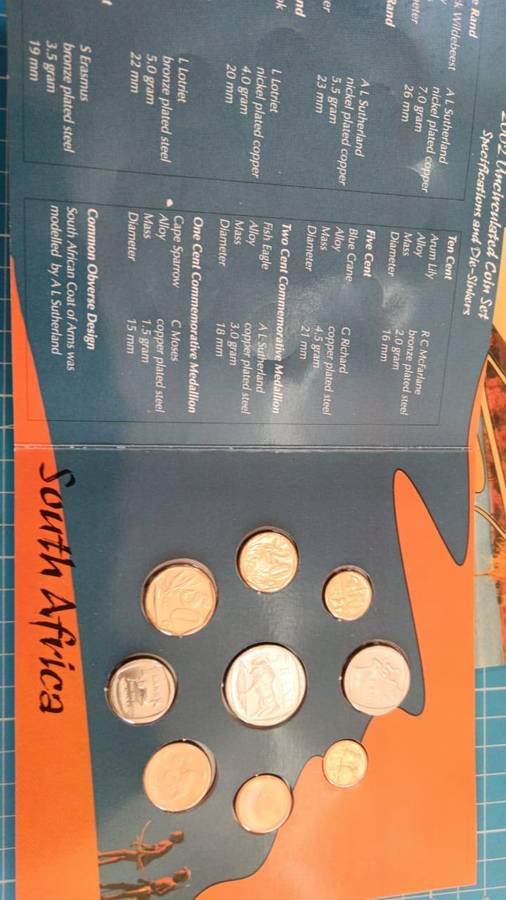 2002 Uncirculated Coin Set
Specifications and Die-Sinkers
Rand
Wildebeest
A L Sutherland
nickel plated copper
7.0 gram
26 mm
Rand
A L Sutherland
nickel plated copper
5.5 gram
23 mm
L Lotriet
nickel plated copper
4.0 gram
20 mm
L Lotriet
bronze plated steel
5.0 gram
22 mm
S Erasmus
bronze plated steel
3.5 gram
19 mm
Ten Cent
Arum Lily R C McFarlane
Alloy bronze plated steel
Mass 2.0 gram
Diameter 16 mm
Five Cent
Blue Crane G Richard
Alloy copper plated steel
Mass 4.5 gram
Diameter 21 mm
Two Cent Commemorative Medallion
Fish Eagle A L Sutherland
Alloy copper plated steel
Mass 3.0 gram
Diameter 18 mm
One Cent Commemorative Medallion
Cape Sparrow C Moses
Alloy copper plated steel
Mass 1.5 gram
Diameter 15 mm
Common Obverse Design
South African Coat of Arms was
modelled by A L Sutherland
South Africa